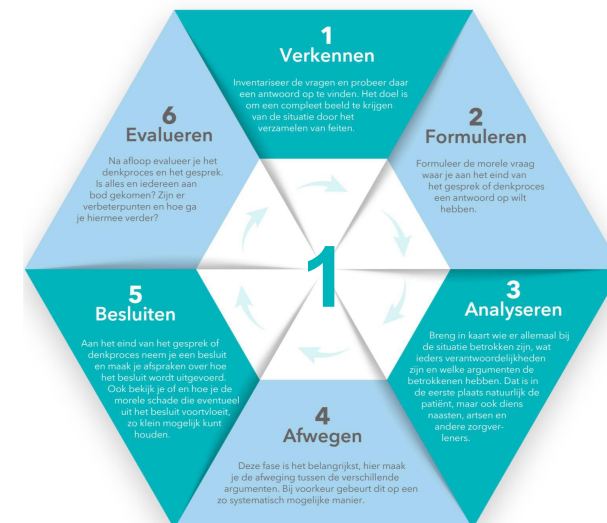 1
Verkennen
Inventariseer de vragen en probeer daar
een antwoord op te vinden. Het doel is
om een compleet beeld te krijgen
van de situatie door het
verzamelen van feiten.
2
Formuleren
Formuleer de morele vraag
waar je aan het eind van
het gesprek of denkproces
een antwoord op wilt
hebben.
3
Analyseren
Breng in kaart wie er allemaal bij
de situatie betrokken zijn, wat
ieders verantwoordelijkheden
zijn en welke argumenten de
betrokkenen hebben. Dat is in
de eerste plaats natuurlijk de
patiënt, maar ook diens
naasten, artsen en
andere zorgver-
leners.
4
Afwegen
Deze fase is het belangrijkst, hier maak
je de afweging tussen de verschillende
argumenten. Bij voorkeur gebeurt dit op een
zo systematisch mogelijke manier.
5
Besluiten
Aan het eind van het gesprek of
denkproces neem je een besluit
en maak je afspraken over hoe
het besluit wordt uitgevoerd.
Ook bekijk je of en hoe je de
morele schade die eventueel
uit het besluit voortvloeit,
zo klein mogelijk kunt
houden.
6
Evalueren
Na afloop evalueer je het
denkproces en het gesprek.
Is alles en iedereen aan
bod gekomen? Zijn er
verbeterpunten en hoe ga
je hiermee verder?
1